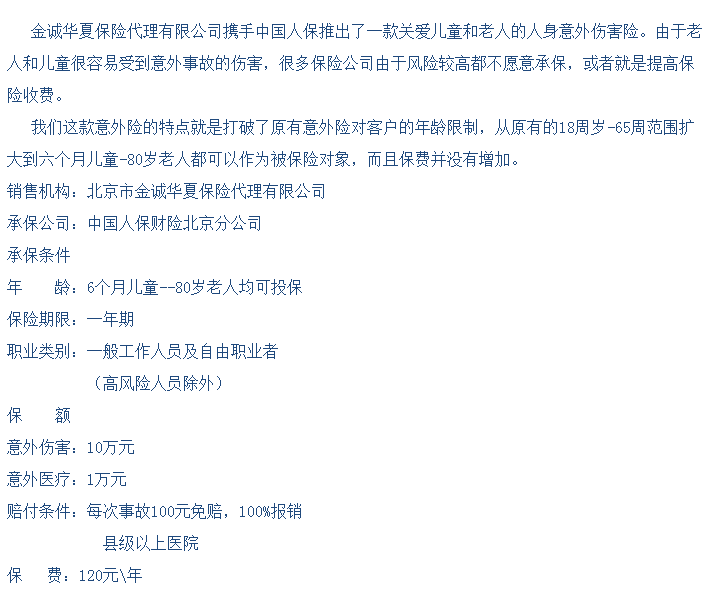 金诚华夏保险代理有限公司携手中国人保推出了一款关爱儿童和老人的人身意外伤害险。由于老
人和儿童很容易受到意外事故的伤害，很多保险公司由于风险较高都不愿意承保，或者就是提高保
险收费。
我们这款意外险的特点就是打破了原有意外险对客户的年龄限制，从原有的18周岁-65周范围扩
大到六个月儿童-80岁老人都可以作为被保险对象，而且保费并没有增加。
销售机构：北京市金诚华夏保险代理有限公司
承保公司：中国人保财险北京分公司
承保条件
年　　龄：6个月儿童--80岁老人均可投保
保险期限：一年期
职业类别：一般工作人员及自由职业者
（高风险人员除外）
保　　额
意外伤害：10万元
意外医疗：1万元
赔付条件：每次事故100元免赔，100%报销
县级以上医院
保　 费：120元\年